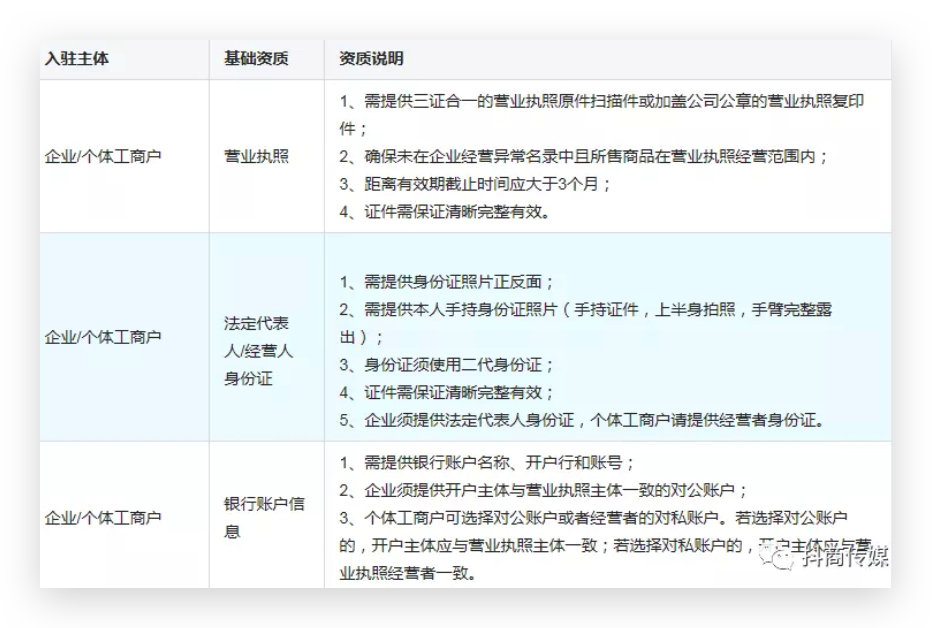 入驻主体 基础资质 资质说明
企业/个体工商户
营业执照
1、需提供三证合一的营业执照原件扫描件或加盖公司公章的营业执照复印
件；
2、确保未在企业经营异常名录中且所售商品在营业执照经营范围内；
3、距离有效期截止时间应大于3个月；
4、证件需保证清晰完整有效。
企业/个体工商户
法定代表
人/经营人
身份证
1、需提供身份证照片正反面；
2、需提供本人手持身份证照片（手持证件，上半身拍照，手臂完整露
出）；
3、身份证须使用二代身份证；
4、证件需保证清晰完整有效；
5、企业须提供法定代表人身份证，个体工商户请提供经营者身份证。
企业/个体工商户
银行账户信
息
1、需提供银行账户名称、开户行和账号；
2、企业须提供开户主体与营业执照主体一致的对公账户；
3、个体工商户可选择对公账户或者经营者的对私账户。若选择对公账户
的，开户主体应与营业执照主体一致；若选择对私账户的，开户主体应与营
业执照经营者一致。
抖商传媒